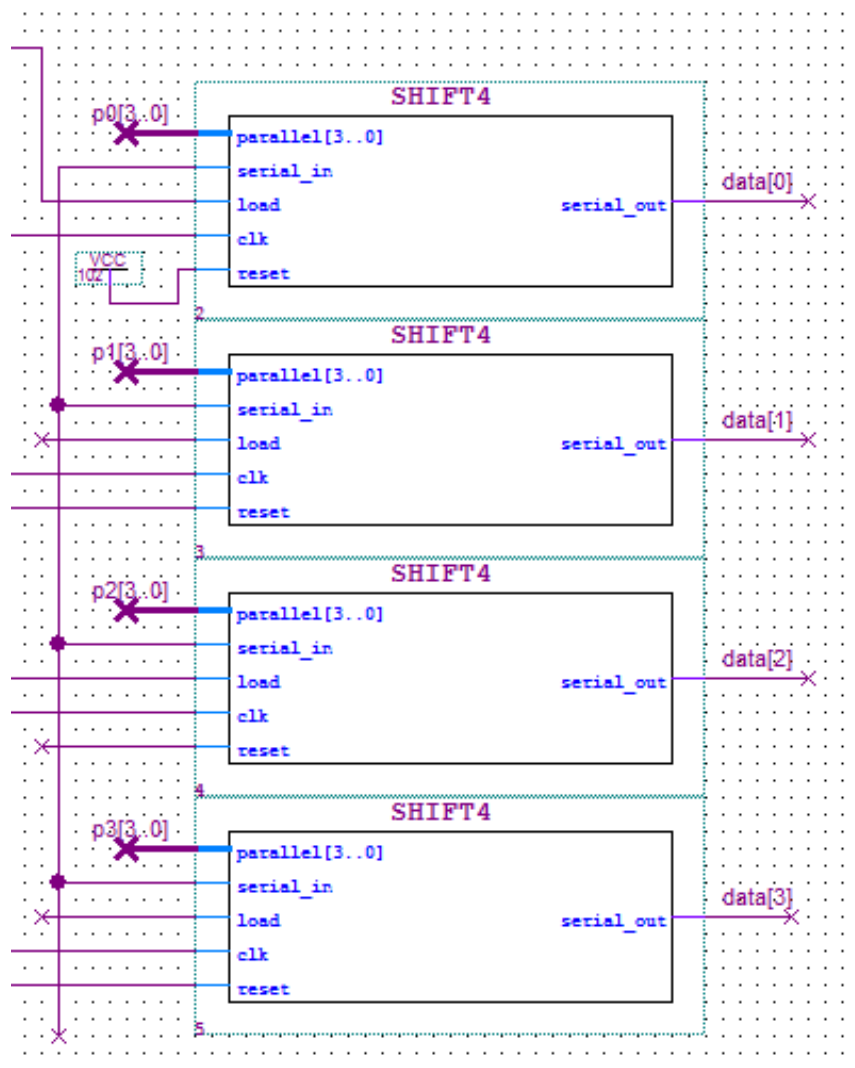 SHIFT4
p0[3..0]
parallel[3..0]
serial_in
data[0]
load
serial_out
clk
VCC
102
reset
2
SHIFT4
p1[3..0]
parallel[3..0]
serial_in
data[1]
load
serial_out
clk
reset
3
SHIFT4
p2[3..0]
parallel[3..0]
serial_in
data[2]
load
serial_out
clk
reset
4
SHIFT4
p3[3..0]
parallel[3..0]
serial_in
data[3]
load
serial_out
clk
reset
5